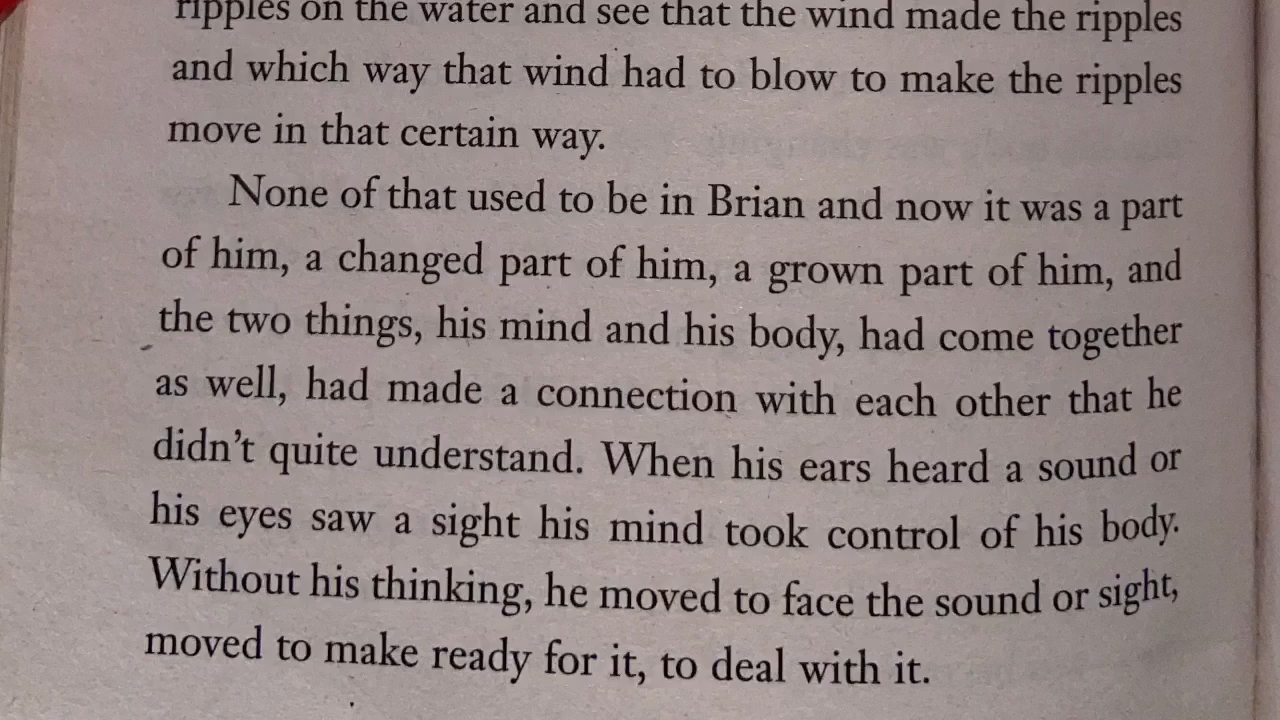 ripples on the water and see that the wind made the ripples
and which way that wind had to blow to make the ripples
move in that certain way.
None of that used to be in Brian and now it was a part
of him, a changed part of him, a grown part of him, and
the two things, his mind and his body, had come together
as well, had made a connection with each other that he
didn't quite understand. When his ears heard a sound or
his eyes saw a sight his mind took control of his body.
Without his thinking, he moved to face the sound or sight,
moved to make ready for it, to deal with it.